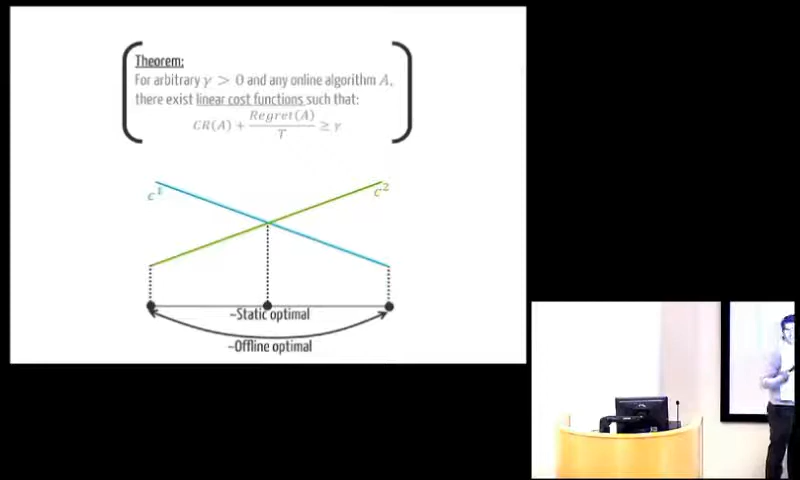 Theorem:
For arbitrary γ > 0 and any online algorithm A,
there exist linear cost functions such that:
CR(A) + Regret(A)/T ≥ γ
c¹ c²
~Static optimal
~Offline optimal